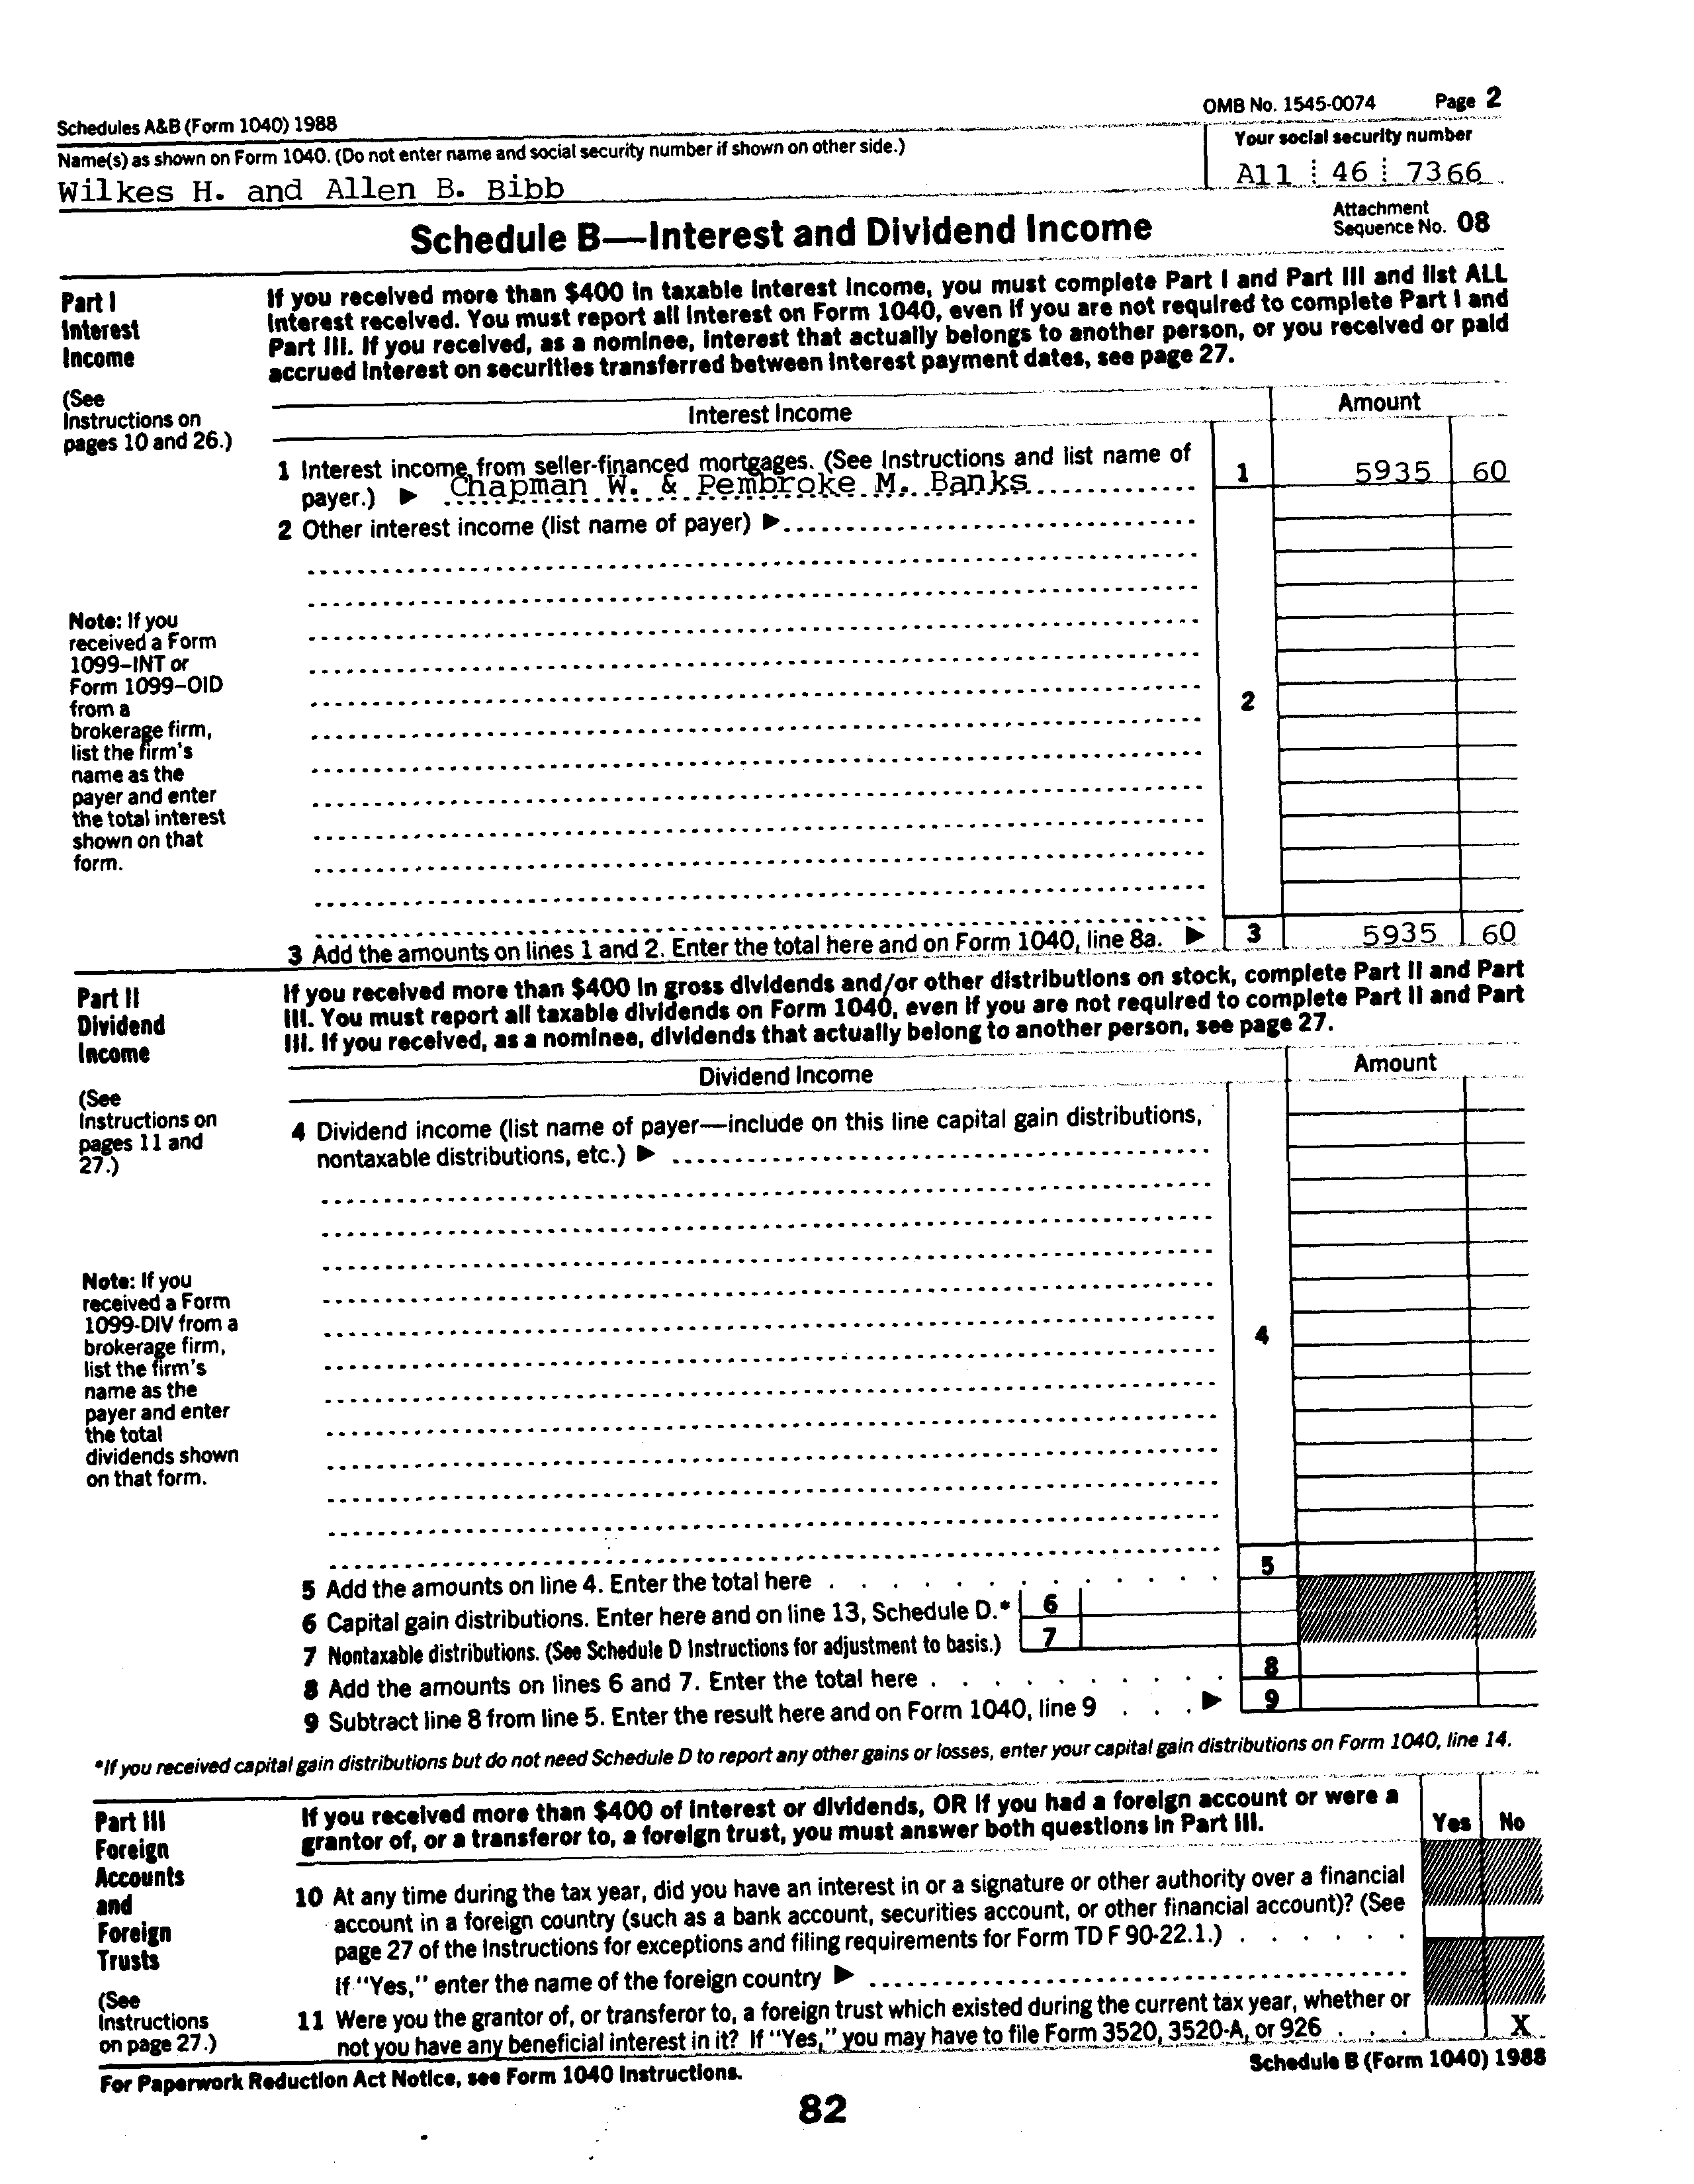 Schedules A&B (Form 1040) 1988
OMB No. 1545-0074 Page 2
Name(s) as shown on Form 1040. (Do not enter name and social security number if shown on other side.)
Your social security number
Wilkes H. and Allen B. Bibb
A11 46 7366
Schedule B—Interest and Dividend Income
Attachment
Sequence No. 08
Part I
Interest
Income
(See
Instructions on
pages 10 and 26.)
If you received more than $400 in taxable interest income, you must complete Part I and Part III and list ALL
interest received. You must report all interest on Form 1040, even if you are not required to complete Part I and
Part III. If you received, as a nominee, interest that actually belongs to another person, or you received or paid
accrued interest on securities transferred between interest payment dates, see page 27.
Interest Income
Amount
1 Interest income from seller-financed mortgages. (See Instructions and list name of
payer.) ▶ Chapman W. & Pembroke M. Banks
1 5935 60
2 Other interest income (list name of payer) ▶
Note: If you
received a Form
1099–INT or
Form 1099–OID
from a
brokerage firm,
list the firm's
name as the
payer and enter
the total interest
shown on that
form.
2
3 Add the amounts on lines 1 and 2. Enter the total here and on Form 1040, line 8a. ▶ 3 5935 60
Part II
Dividend
Income
(See
Instructions on
pages 11 and
27.)
If you received more than $400 in gross dividends and/or other distributions on stock, complete Part II and Part
III. You must report all taxable dividends on Form 1040, even if you are not required to complete Part II and Part
III. If you received, as a nominee, dividends that actually belong to another person, see page 27.
Dividend Income
Amount
4 Dividend income (list name of payer—include on this line capital gain distributions,
nontaxable distributions, etc.) ▶
Note: If you
received a Form
1099-DIV from a
brokerage firm,
list the firm's
name as the
payer and enter
the total
dividends shown
on that form.
4
5 Add the amounts on line 4. Enter the total here . . . . . . . . . . . 5
6 Capital gain distributions. Enter here and on line 13, Schedule D.* 6
7 Nontaxable distributions. (See Schedule D Instructions for adjustment to basis.) 7
8 Add the amounts on lines 6 and 7. Enter the total here . . . . . . . . 8
9 Subtract line 8 from line 5. Enter the result here and on Form 1040, line 9 . . . ▶ 9
*If you received capital gain distributions but do not need Schedule D to report any other gains or losses, enter your capital gain distributions on Form 1040, line 14.
Part III
Foreign
Accounts
and
Foreign
Trusts
(See
Instructions
on page 27.)
If you received more than $400 of interest or dividends, OR if you had a foreign account or were a
grantor of, or a transferor to, a foreign trust, you must answer both questions in Part III.
Yes No
10 At any time during the tax year, did you have an interest in or a signature or other authority over a financial
account in a foreign country (such as a bank account, securities account, or other financial account)? (See
page 27 of the Instructions for exceptions and filing requirements for Form TD F 90-22.1.) . . . . . .
If "Yes," enter the name of the foreign country ▶
11 Were you the grantor of, or transferor to, a foreign trust which existed during the current tax year, whether or
not you have any beneficial interest in it? If "Yes," you may have to file Form 3520, 3520-A, or 926 . . . X
For Paperwork Reduction Act Notice, see Form 1040 Instructions.
Schedule B (Form 1040) 1988
82